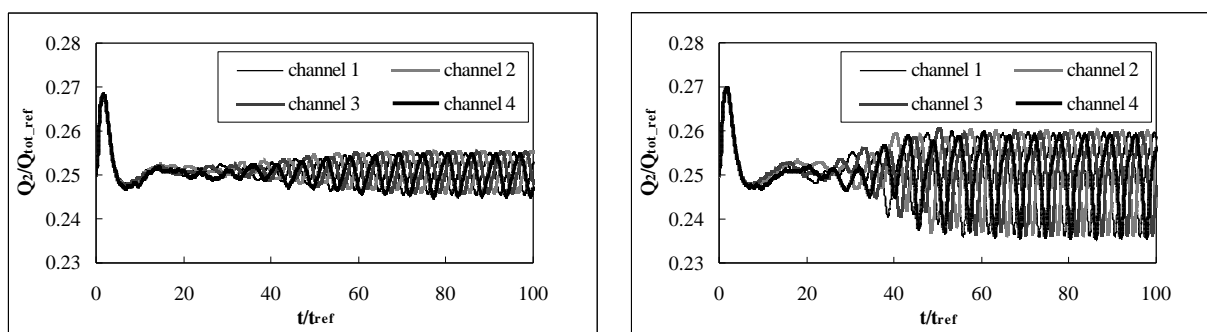 0.28
0.27
0.26
0.25
0.24
0.23
Q2/Qtot_ref
channel 1
channel 2
channel 3
channel 4
0 20 40 60 80 100
t/tref
0.28
0.27
0.26
0.25
0.24
0.23
Q2/Qtot_ref
channel 1
channel 2
channel 3
channel 4
0 20 40 60 80 100
t/tref